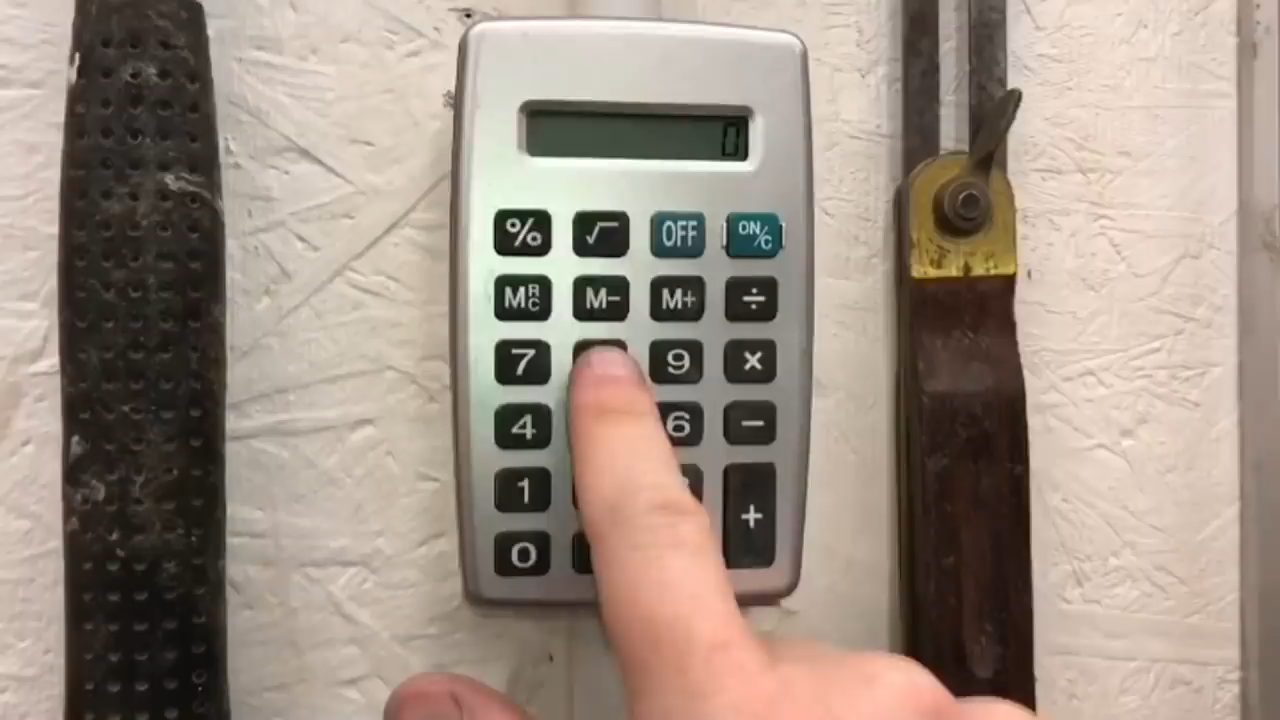 0
% √ OFF ON/C
MRC M- M+ ÷
7 9 ×
4 6 −
1 +
0